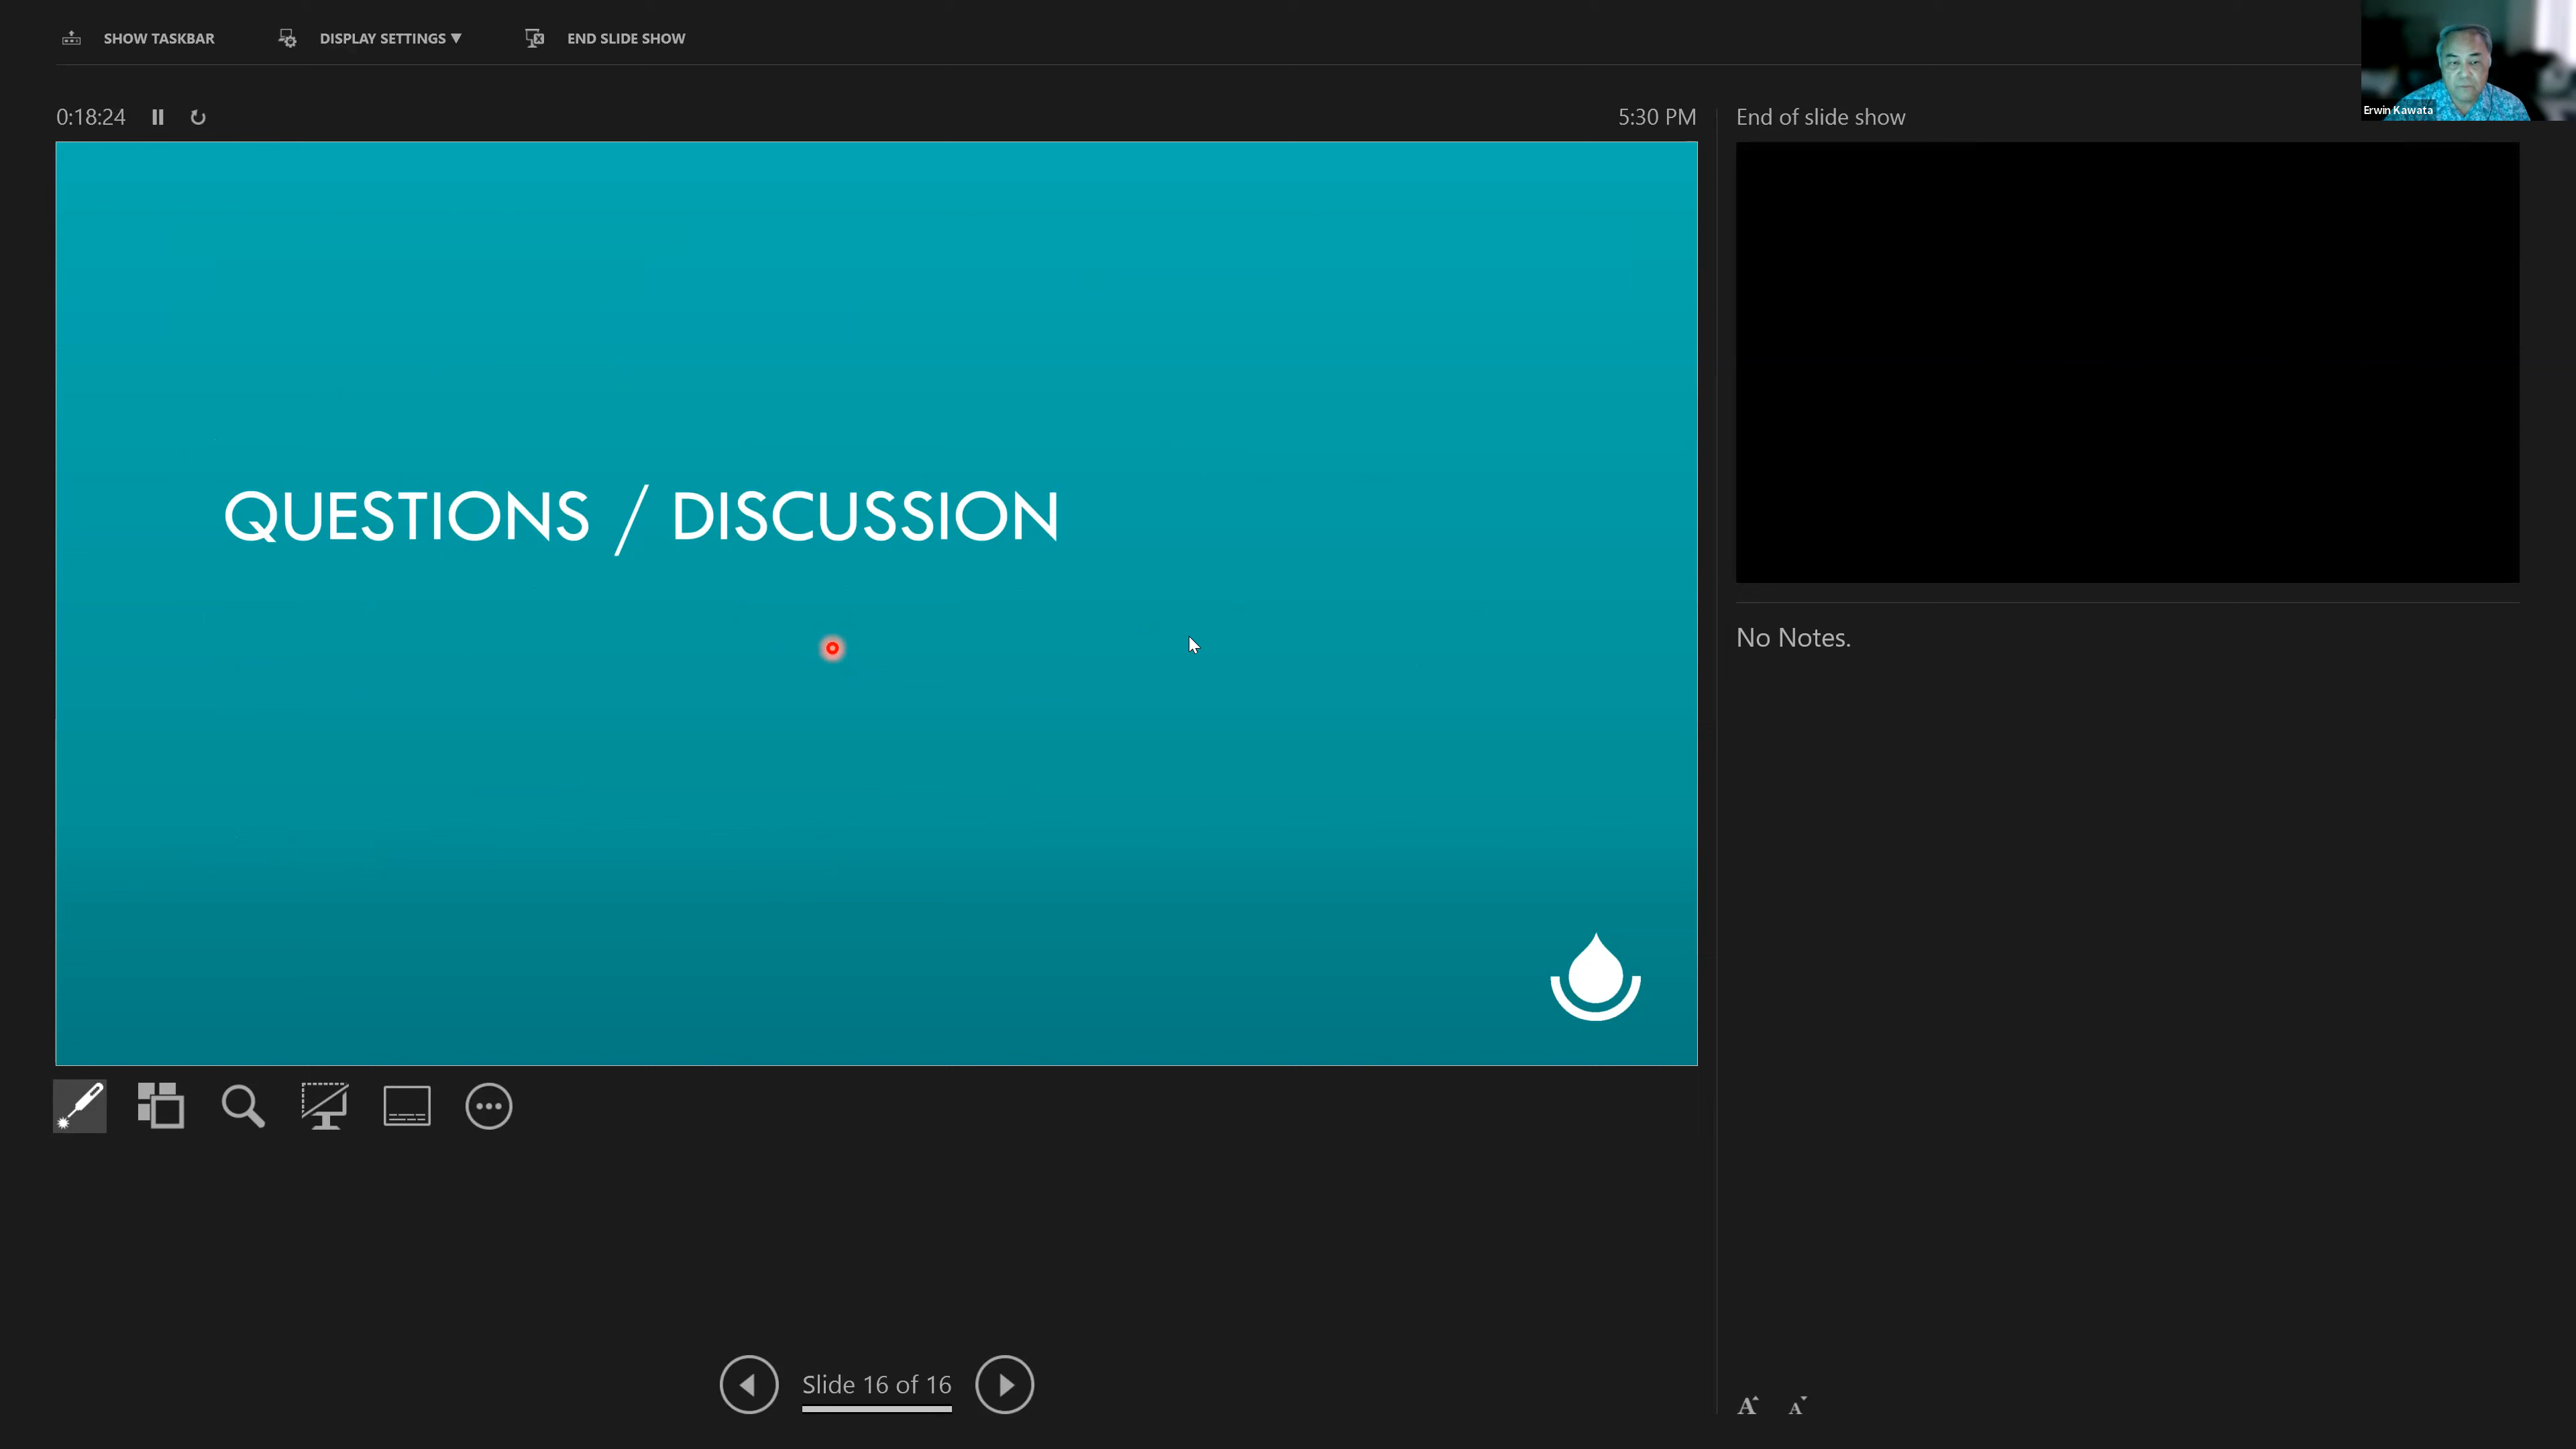 SHOW TASKBAR
DISPLAY SETTINGS ▼
END SLIDE SHOW
Erwin Kawata
0:18:24
5:30 PM
End of slide show
QUESTIONS / DISCUSSION
No Notes.
Slide 16 of 16
A
A